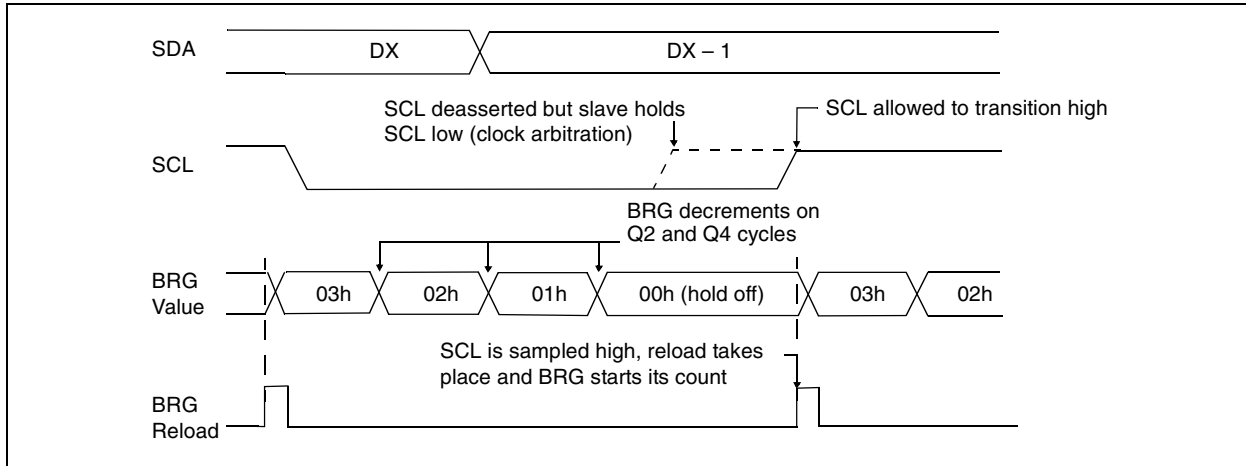 SDA
DX
DX – 1
SCL deasserted but slave holds
SCL low (clock arbitration)
SCL allowed to transition high
SCL
BRG decrements on
Q2 and Q4 cycles
BRG
Value
03h
02h
01h
00h (hold off)
03h
02h
SCL is sampled high, reload takes
place and BRG starts its count
BRG
Reload